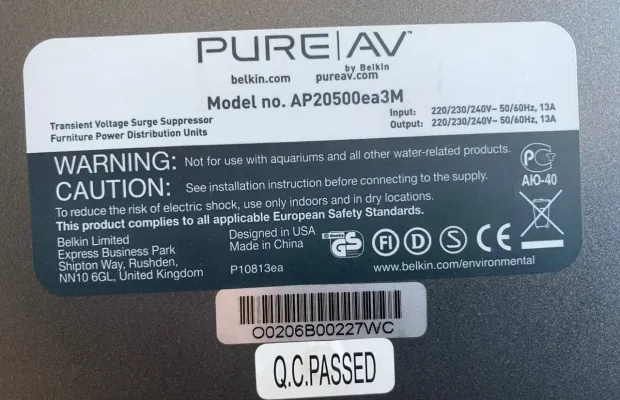 PURE|AV™
by Belkin
belkin.com pureav.com
Model no. AP20500ea3M
Transient Voltage Surge Suppressor
Furniture Power Distribution Units
Input: 220/230/240V~ 50/60Hz, 13A
Output: 220/230/240V~ 50/60Hz, 13A
WARNING: Not for use with aquariums and all other water-related products.
CAUTION: See installation instruction before connecting to the supply.
To reduce the risk of electric shock, use only indoors and in dry locations.
This product complies to all applicable European Safety Standards.
АЮ-40
Belkin Limited
Express Business Park
Shipton Way, Rushden,
NN10 6GL, United Kingdom
Designed in USA
Made in China
P10813ea
GS
FI D S CE
www.belkin.com/environmental
O0206B00227WC
Q.C.PASSED